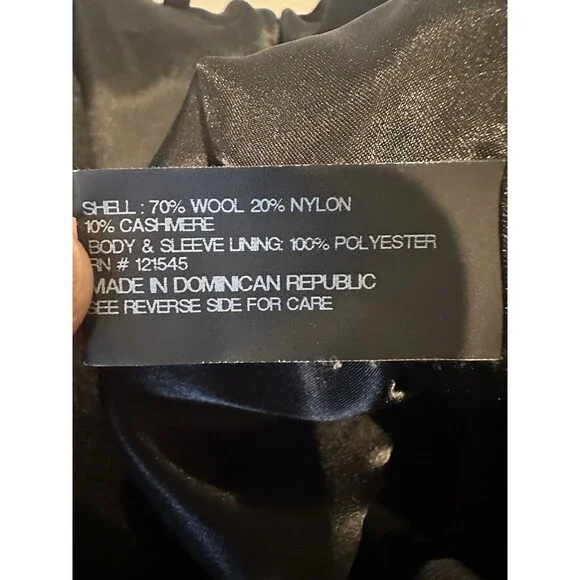 SHELL : 70% WOOL 20% NYLON
10% CASHMERE
BODY & SLEEVE LINING: 100% POLYESTER
RN # 121545
MADE IN DOMINICAN REPUBLIC
SEE REVERSE SIDE FOR CARE